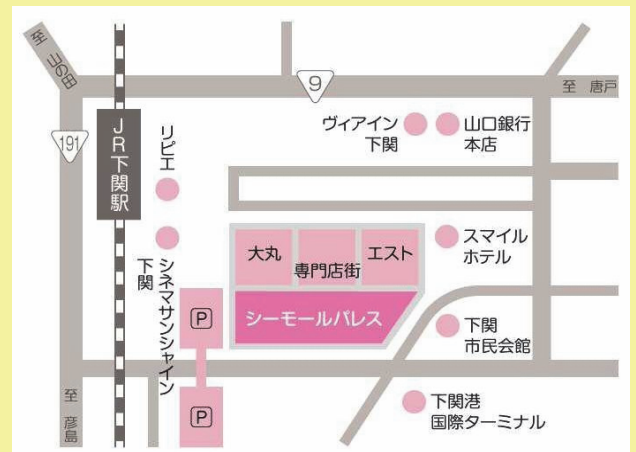 至 山の田
9
至 唐戸
191
JR下関駅
リピエ
ヴィアイン
下関
山口銀行
本店
大丸
専門店街
エスト
スマイル
ホテル
シネマサンシャイン
下関
シーモールパレス
P
下関
市民会館
至 彦島
P
下関港
国際ターミナル